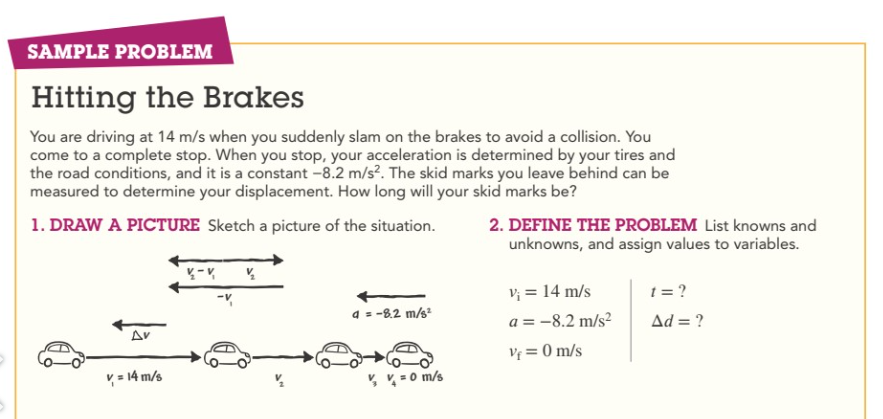 SAMPLE PROBLEM
Hitting the Brakes
You are driving at 14 m/s when you suddenly slam on the brakes to avoid a collision. You
come to a complete stop. When you stop, your acceleration is determined by your tires and
the road conditions, and it is a constant −8.2 m/s². The skid marks you leave behind can be
measured to determine your displacement. How long will your skid marks be?
1. DRAW A PICTURE Sketch a picture of the situation.
v₂ − v₁ v₂
−v₁
a = −8.2 m/s²
Δv
v₁ = 14 m/s
v₂
v₃ v₄ = 0 m/s
2. DEFINE THE PROBLEM List knowns and
unknowns, and assign values to variables.
vᵢ = 14 m/s
a = −8.2 m/s²
v_f = 0 m/s
t = ?
Δd = ?